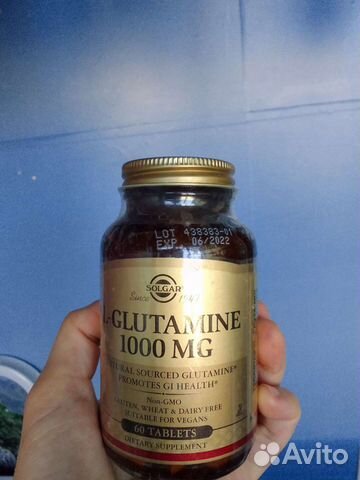 LOT 438383-01
EXP. 06/2022
SOLGAR
Since 1947
L-GLUTAMINE
1000 MG
NATURAL SOURCED GLUTAMINE*
PROMOTES GI HEALTH*
Non-GMO
GLUTEN, WHEAT & DAIRY FREE
SUITABLE FOR VEGANS
60 TABLETS
DIETARY SUPPLEMENT
Avito